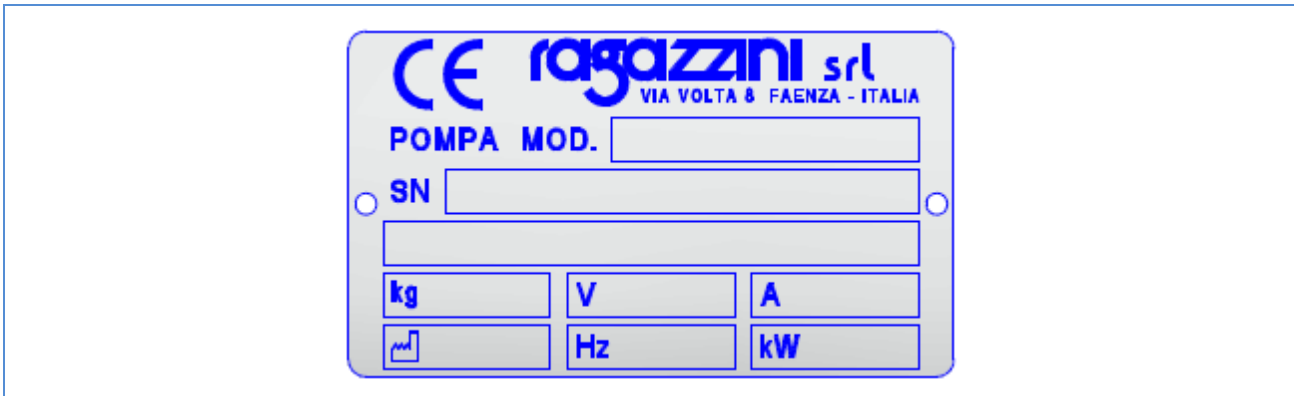 CE ragazzini srl
VIA VOLTA 8 FAENZA - ITALIA
POMPA MOD.
SN
kg V A
Hz kW